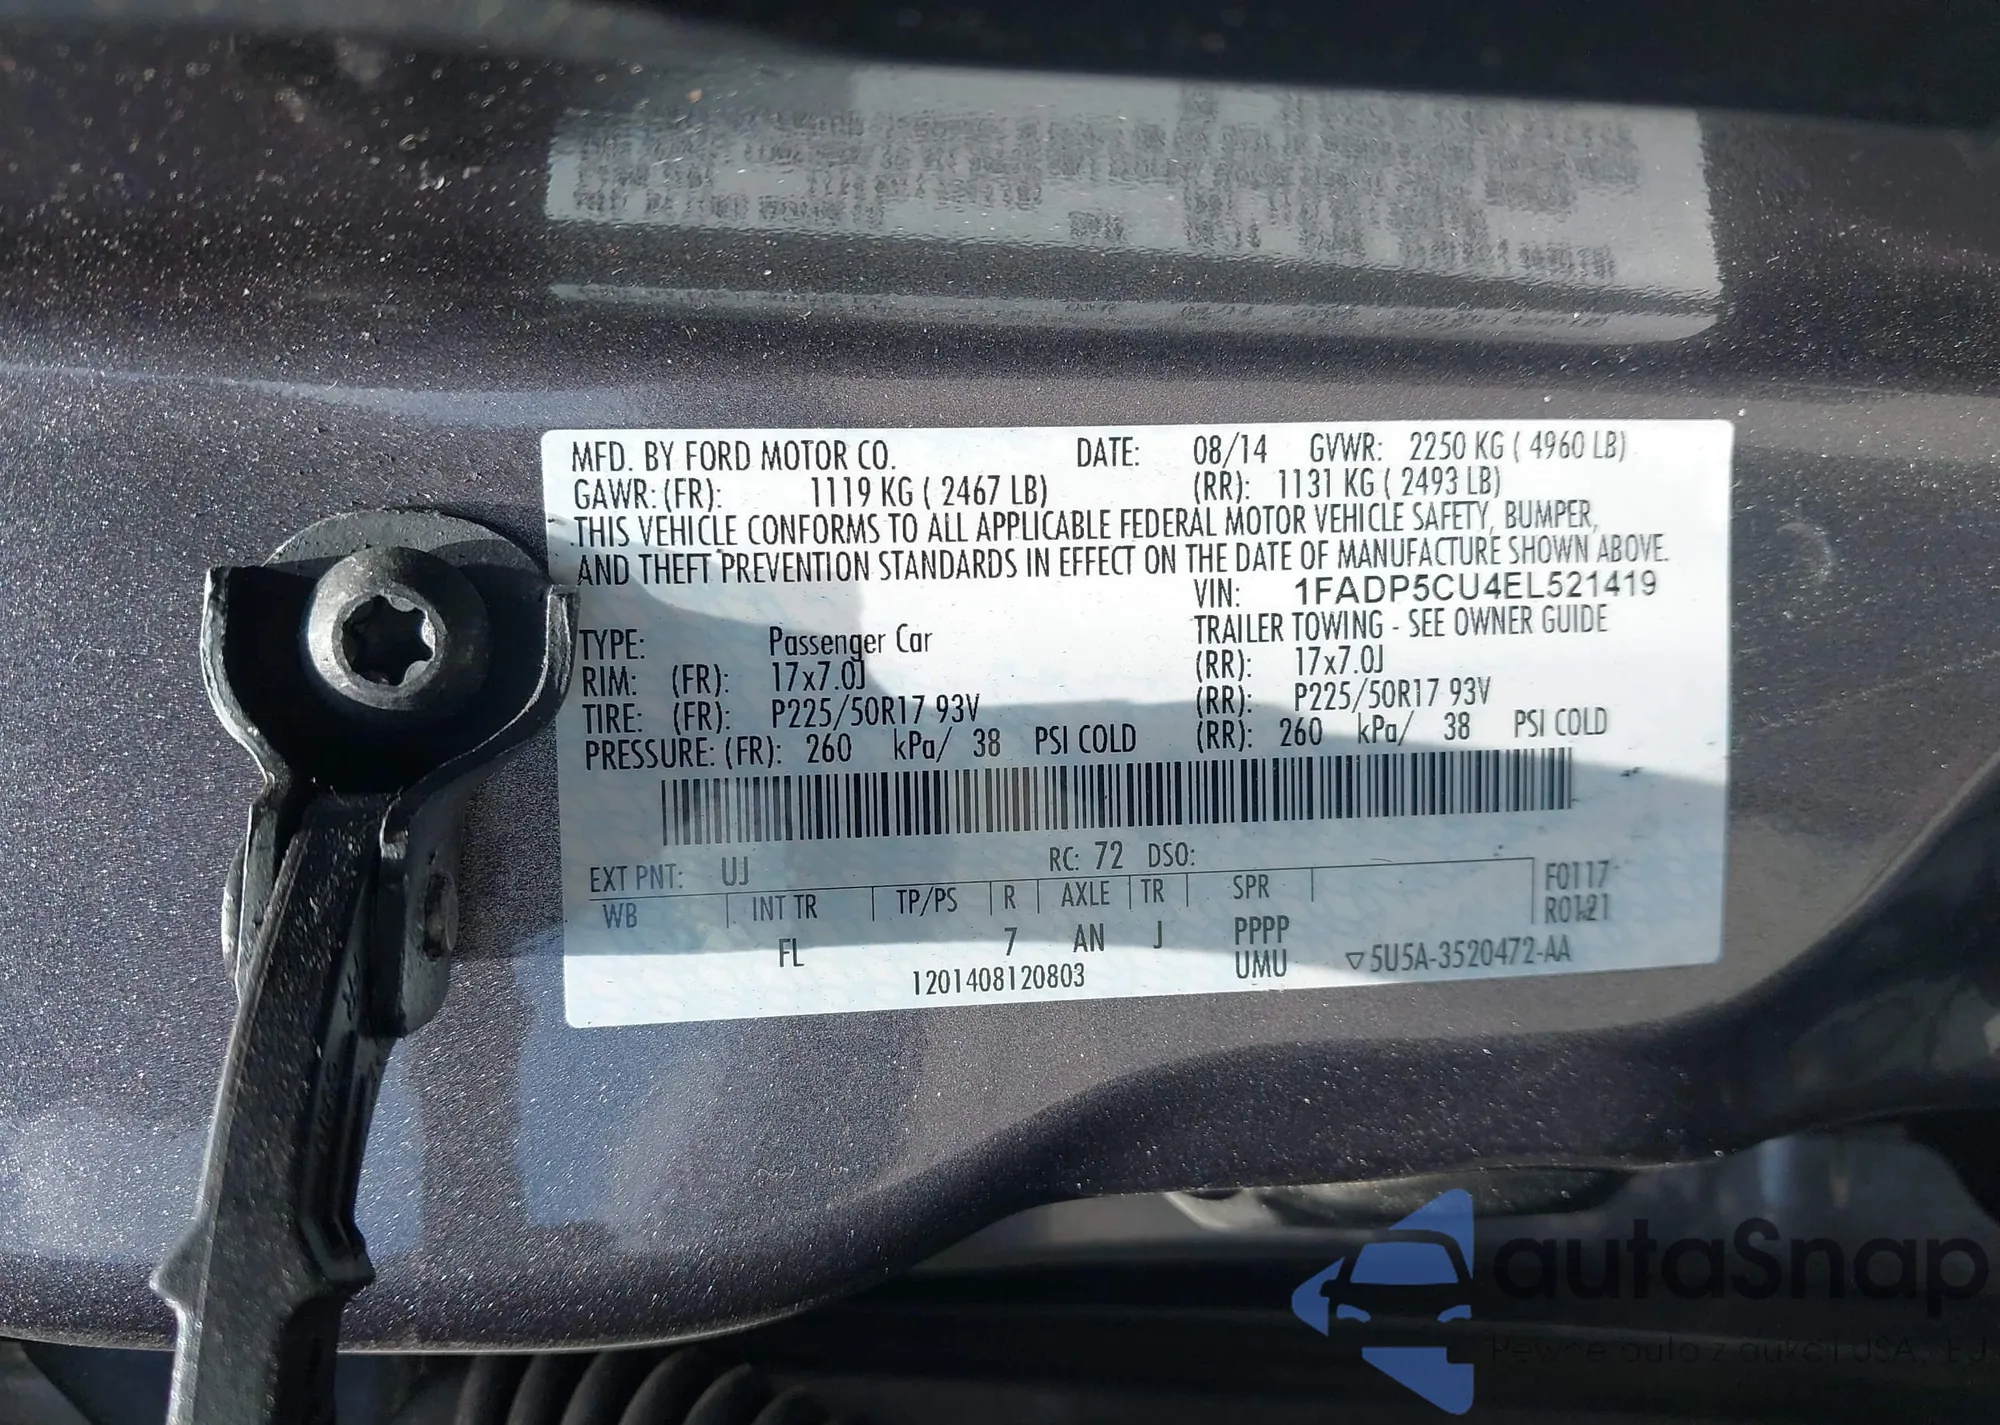 MFD. BY FORD MOTOR CO. DATE: 08/14 GVWR: 2250 KG ( 4960 LB)
GAWR: (FR): 1119 KG ( 2467 LB) (RR): 1131 KG ( 2493 LB)
THIS VEHICLE CONFORMS TO ALL APPLICABLE FEDERAL MOTOR VEHICLE SAFETY, BUMPER,
AND THEFT PREVENTION STANDARDS IN EFFECT ON THE DATE OF MANUFACTURE SHOWN ABOVE.
VIN: 1FADP5CU4EL521419
TYPE: Passenger Car TRAILER TOWING - SEE OWNER GUIDE
RIM: (FR): 17x7.0J (RR): 17x7.0J
TIRE: (FR): P225/50R17 93V (RR): P225/50R17 93V
PRESSURE: (FR): 260 kPa/ 38 PSI COLD (RR): 260 kPa/ 38 PSI COLD
EXT PNT: UJ RC: 72 DSO:
WB INT TR TP/PS R AXLE TR SPR F0117
R0121
FL 7 AN J PPPP
UMU ▽5U5A-3520472-AA
1201408120803
autaSnap
Pewne auta z aukcji USA, EU